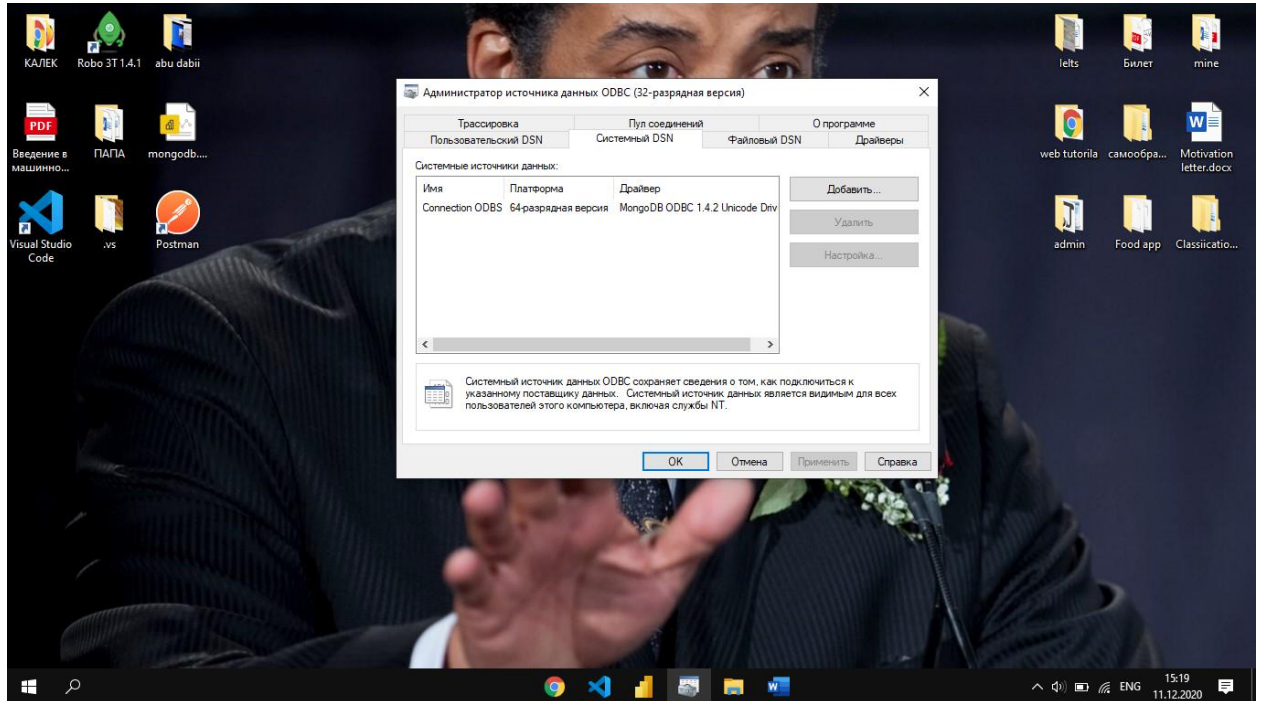 КАЛЕК
Robo 3T 1.4.1
abu dabii
Введение в
машинно...
ПАПА
mongodb....
Visual Studio
Code
.vs
Postman
Администратор источника данных ODBC (32-разрядная версия)
Трассировка
Пул соединений
О программе
Пользовательский DSN
Системный DSN
Файловый DSN
Драйверы
Системные источники данных:
Имя
Платформа
Драйвер
Connection ODBS
64-разрядная версия
MongoDB ODBC 1.4.2 Unicode Driv
Добавить...
Удалить
Настройка...
Системный источник данных ODBC сохраняет сведения о том, как подключиться к
указанному поставщику данных. Системный источник данных является видимым для всех
пользователей этого компьютера, включая службы NT.
OK
Отмена
Применить
Справка
Ielts
Билет
mine
web tutorila
самообра...
Motivation
letter.docx
admin
Food app
Classiicatio...
PDF
ENG
15:19
11.12.2020